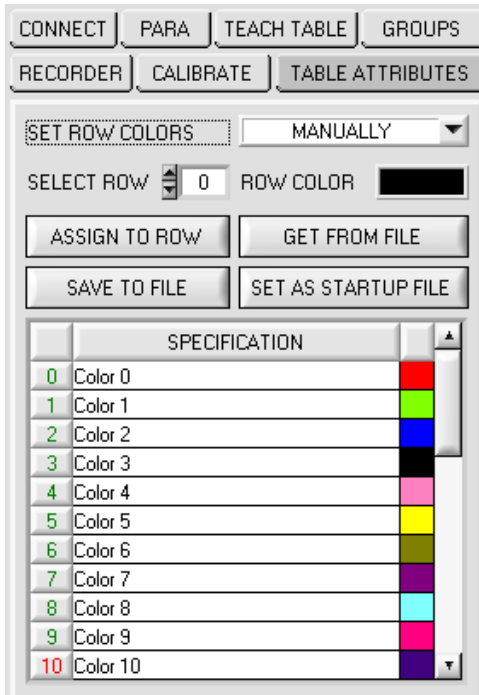 CONNECT PARA TEACH TABLE GROUPS
RECORDER CALIBRATE TABLE ATTRIBUTES
SET ROW COLORS MANUALLY
SELECT ROW 0 ROW COLOR
ASSIGN TO ROW GET FROM FILE
SAVE TO FILE SET AS STARTUP FILE
SPECIFICATION
0 Color 0
1 Color 1
2 Color 2
3 Color 3
4 Color 4
5 Color 5
6 Color 6
7 Color 7
8 Color 8
9 Color 9
10 Color 10